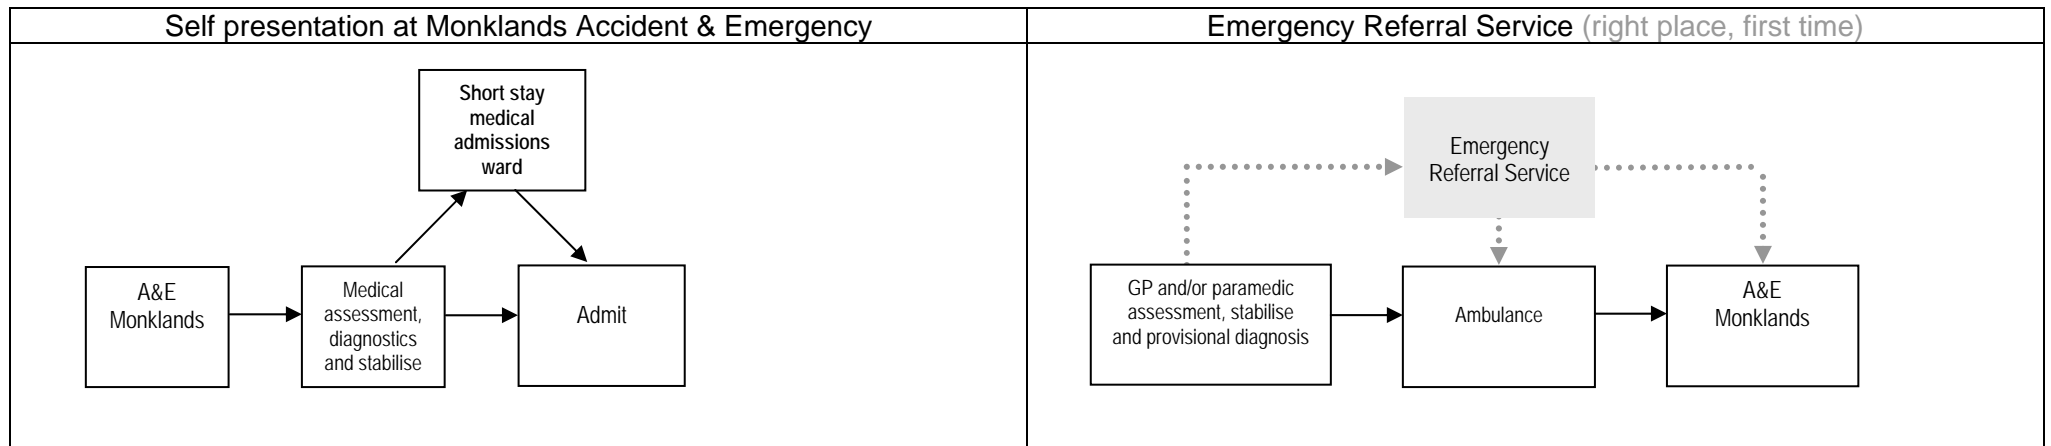 Self presentation at Monklands Accident & Emergency
Emergency Referral Service (right place, first time)
Short stay
medical
admissions
ward
A&E
Monklands
Medical
assessment,
diagnostics
and stabilise
Admit
Emergency
Referral Service
GP and/or paramedic
assessment, stabilise
and provisional diagnosis
Ambulance
A&E
Monklands